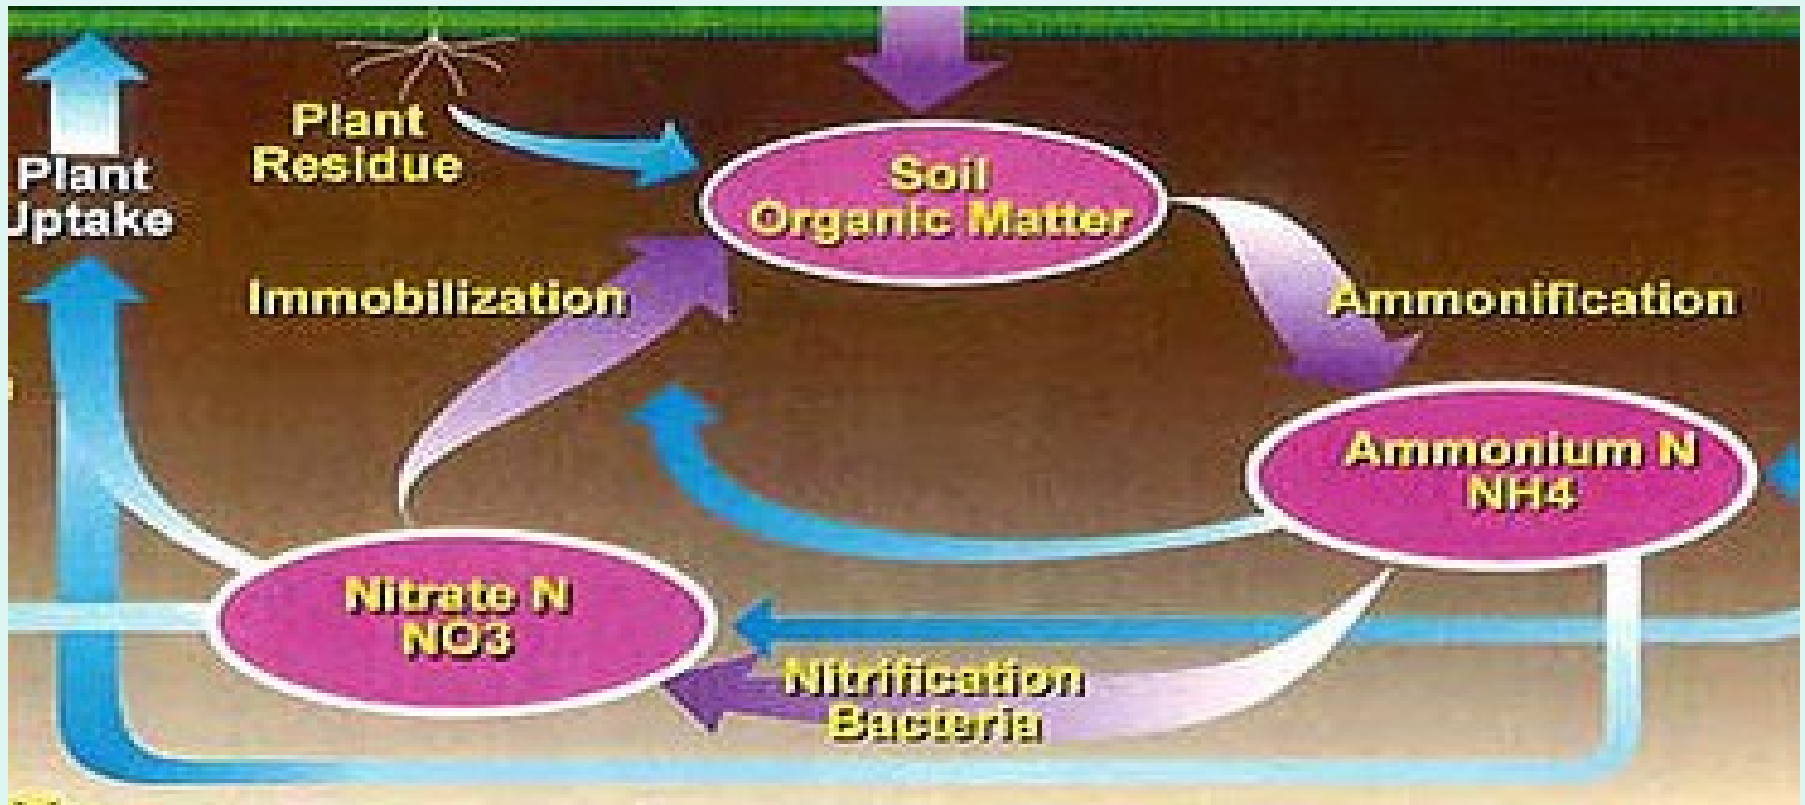 Plant
Residue
Plant
Uptake
Soil
Organic Matter
Immobilization
Ammonification
Ammonium N
NH4
Nitrate N
NO3
Nitrification
Bacteria